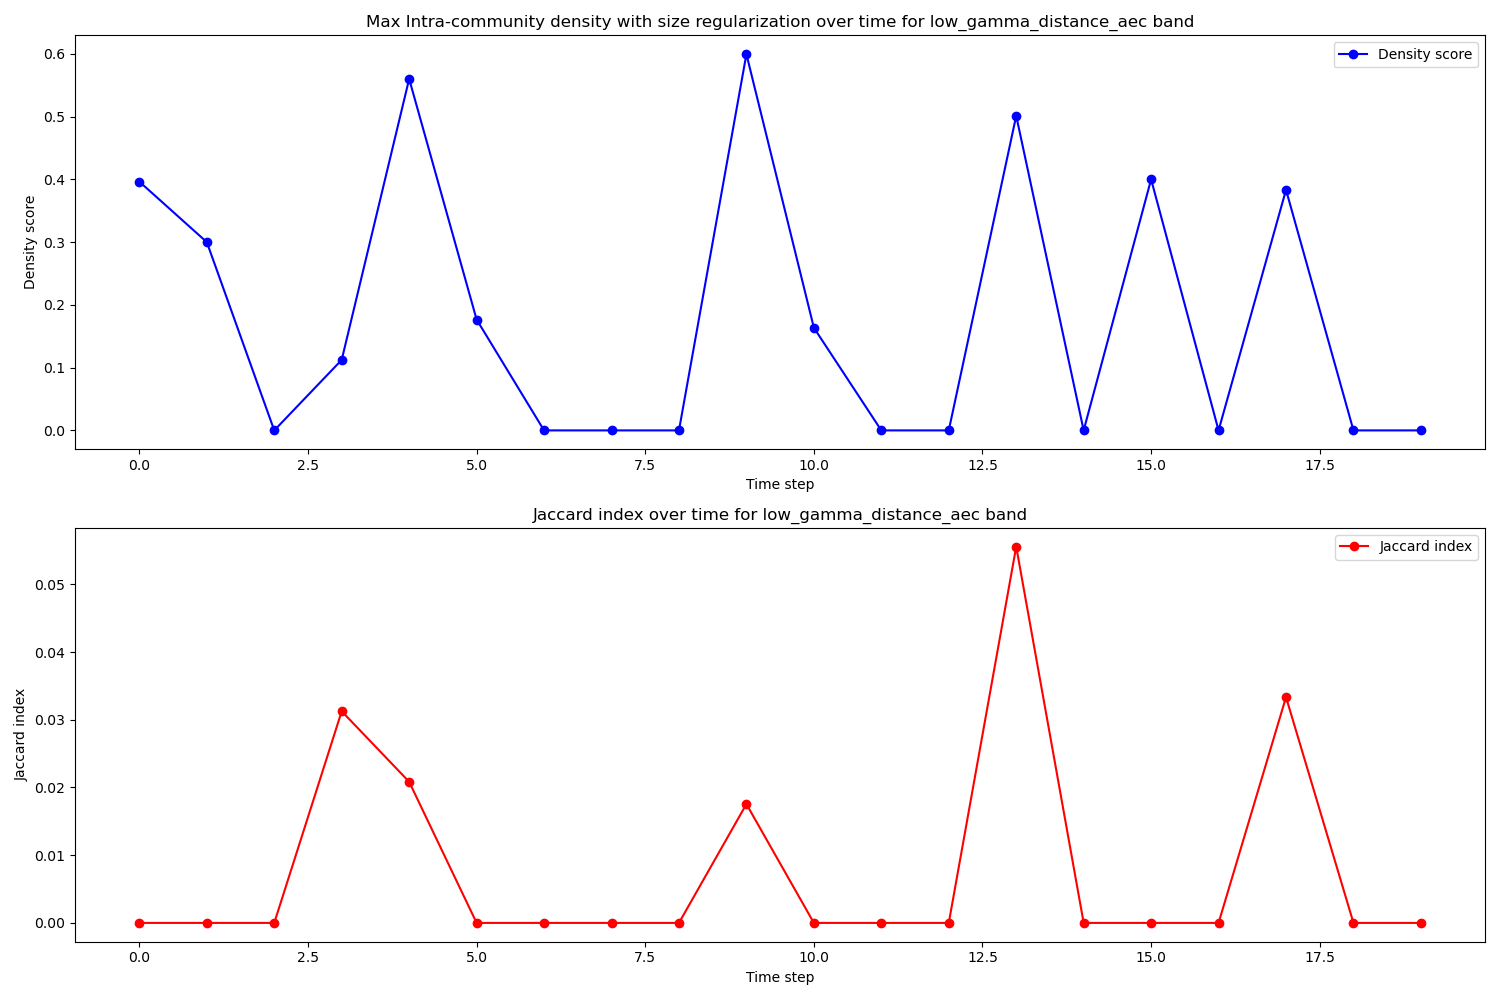 Max Intra-community density with size regularization over time for low_gamma_distance_aec band
Density score
0.6
0.5
0.4
0.3
0.2
0.1
0.0
Density score
0.0 2.5 5.0 7.5 10.0 12.5 15.0 17.5
Time step
Jaccard index over time for low_gamma_distance_aec band
Jaccard index
0.05
0.04
0.03
0.02
0.01
0.00
Jaccard index
0.0 2.5 5.0 7.5 10.0 12.5 15.0 17.5
Time step